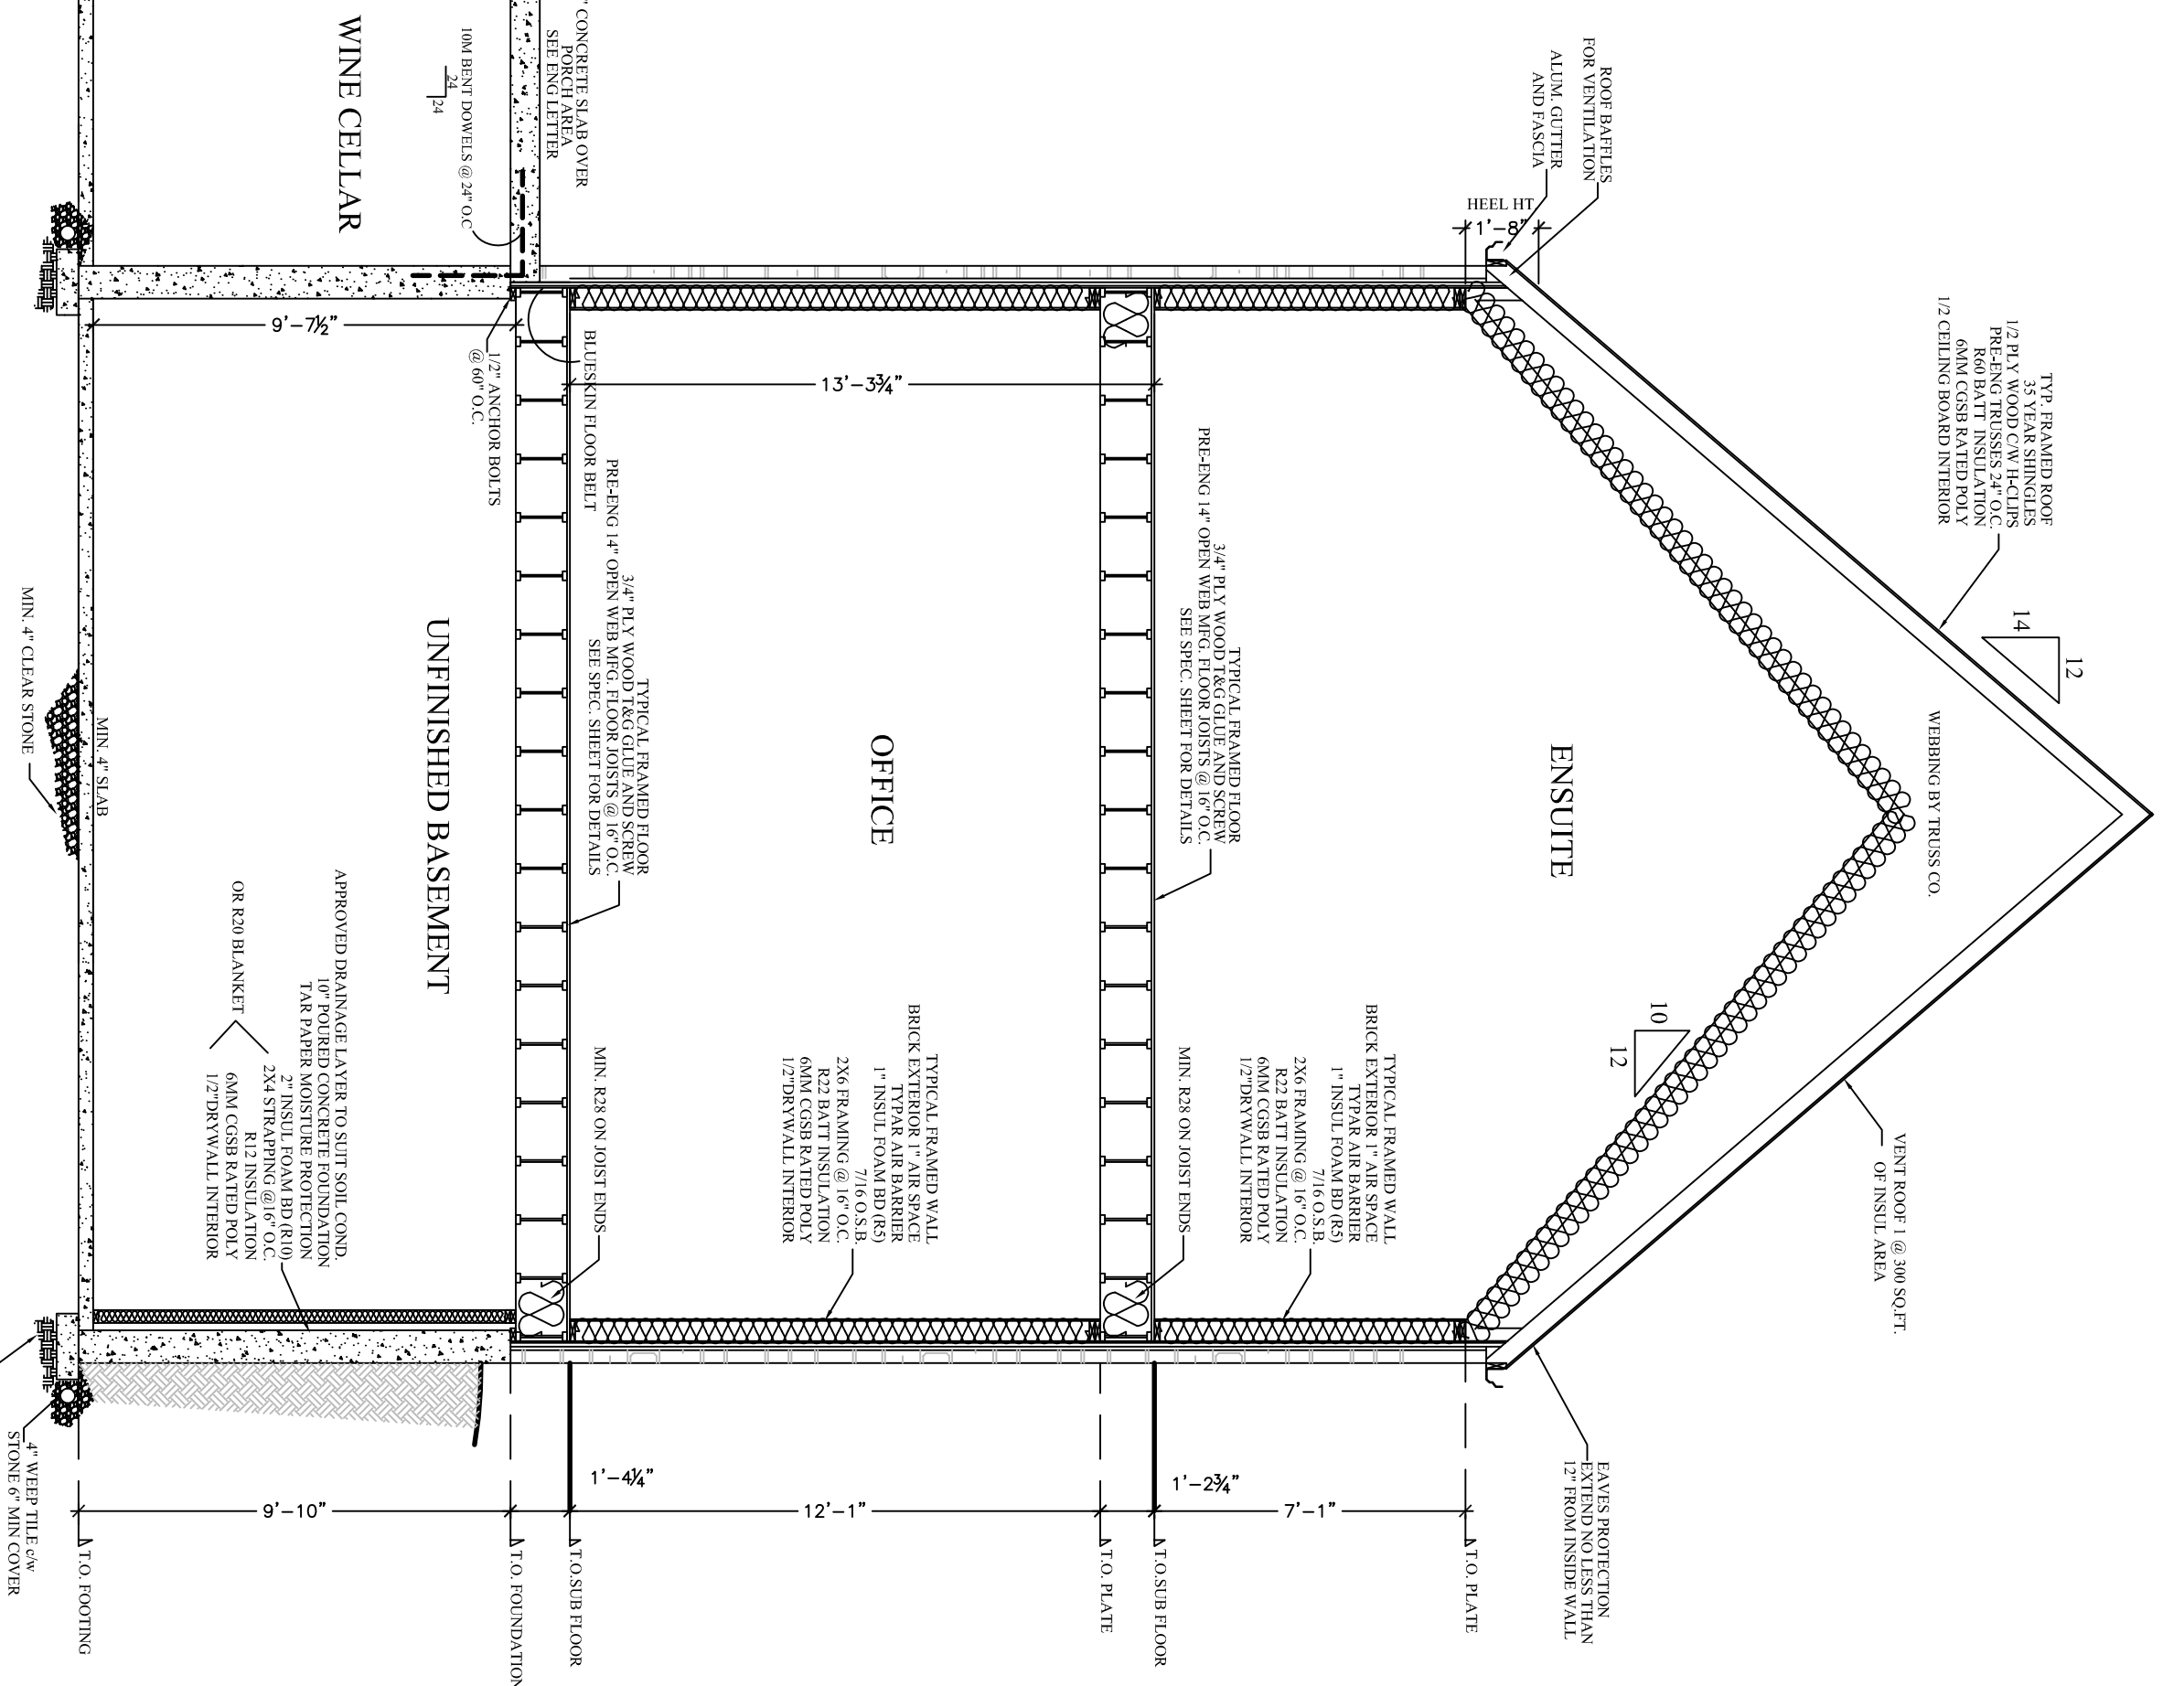 TYP. FRAMED ROOF
35 YEAR SHINGLES
1/2 PLY WOOD C/W H-CLIPS
PRE-ENG TRUSSES 24" O.C.
R60 BATT INSULATION
6MM CGSB RATED POLY
1/2 CEILING BOARD INTERIOR
14
12
WEBBING BY TRUSS CO.
VENT ROOF 1 @ 300 SQ.FT.
OF INSUL AREA
10
12
ROOF BAFFLES
FOR VENTILATION
ALUM. GUTTER
AND FASCIA
HEEL HT
1'-8"
EAVES PROTECTION
EXTEND NO LESS THAN
12" FROM INSIDE WALL
ENSUITE
TYPICAL FRAMED WALL
BRICK EXTERIOR 1" AIR SPACE
TYPAR AIR BARRIER
1" INSUL FOAM BD (R5)
7/16 O.S.B.
2X6 FRAMING @ 16" O.C.
R22 BATT INSULATION
6MM CGSB RATED POLY
1/2"DRYWALL INTERIOR
7'-1"
T.O. PLATE
TYPICAL FRAMED FLOOR
3/4" PLY WOOD T&G GLUE AND SCREW
PRE-ENG 14" OPEN WEB MFG. FLOOR JOISTS @ 16" O.C.
SEE SPEC. SHEET FOR DETAILS
MIN. R28 ON JOIST ENDS
1'-2¾"
T.O.SUB FLOOR
T.O. PLATE
13'-3¾"
OFFICE
TYPICAL FRAMED WALL
BRICK EXTERIOR 1" AIR SPACE
TYPAR AIR BARRIER
1" INSUL FOAM BD (R5)
7/16 O.S.B.
2X6 FRAMING @ 16" O.C.
R22 BATT INSULATION
6MM CGSB RATED POLY
1/2"DRYWALL INTERIOR
12'-1"
TYPICAL FRAMED FLOOR
3/4" PLY WOOD T&G GLUE AND SCREW
PRE-ENG 14" OPEN WEB MFG. FLOOR JOISTS @ 16" O.C.
SEE SPEC. SHEET FOR DETAILS
MIN. R28 ON JOIST ENDS
1'-4¼"
T.O.SUB FLOOR
T.O. FOUNDATION
" CONCRETE SLAB OVER
PORCH AREA
SEE ENG LETTER
BLUESKIN FLOOR BELT
1/2" ANCHOR BOLTS
@ 60" O.C.
10M BENT DOWELS @ 24" O.C
24
24
WINE CELLAR
9'-7½"
UNFINISHED BASEMENT
APPROVED DRAINAGE LAYER TO SUIT SOIL COND.
10" POURED CONCRETE FOUNDATION
TAR PAPER MOISTURE PROTECTION
2" INSUL FOAM BD (R10)
2X4 STRAPPING @16" O.C.
R12 INSULATION
6MM CGSB RATED POLY
1/2"DRYWALL INTERIOR
OR R20 BLANKET
9'-10"
MIN. 4" SLAB
MIN. 4" CLEAR STONE
T.O. FOOTING
4" WEEP TILE c/w
STONE 6" MIN COVER